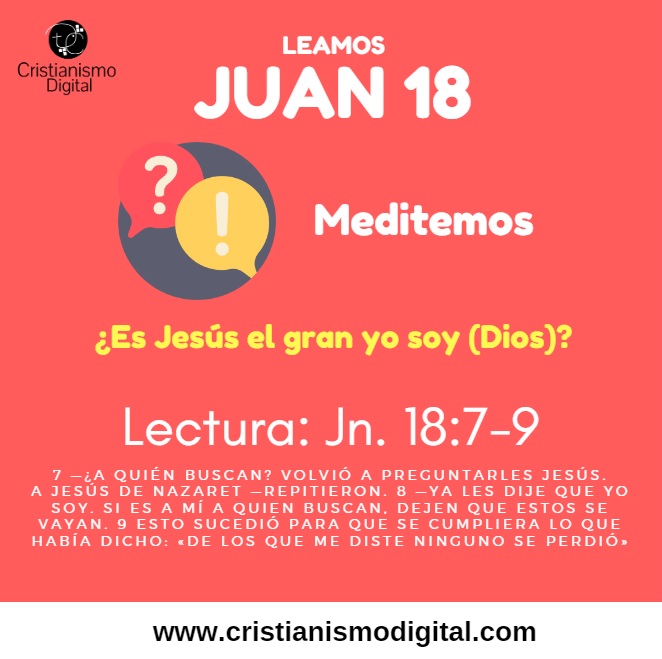 Cristianismo
Digital
LEAMOS
JUAN 18
?
!
Meditemos
¿Es Jesús el gran yo soy (Dios)?
Lectura: Jn. 18:7-9
7 —¿A QUIÉN BUSCAN? VOLVIÓ A PREGUNTARLES JESÚS.
A JESÚS DE NAZARET —REPITIERON. 8 —YA LES DIJE QUE YO
SOY. SI ES A MÍ A QUIEN BUSCAN, DEJEN QUE ESTOS SE
VAYAN. 9 ESTO SUCEDIÓ PARA QUE SE CUMPLIERA LO QUE
HABÍA DICHO: «DE LOS QUE ME DISTE NINGUNO SE PERDIÓ»
www.cristianismodigital.com